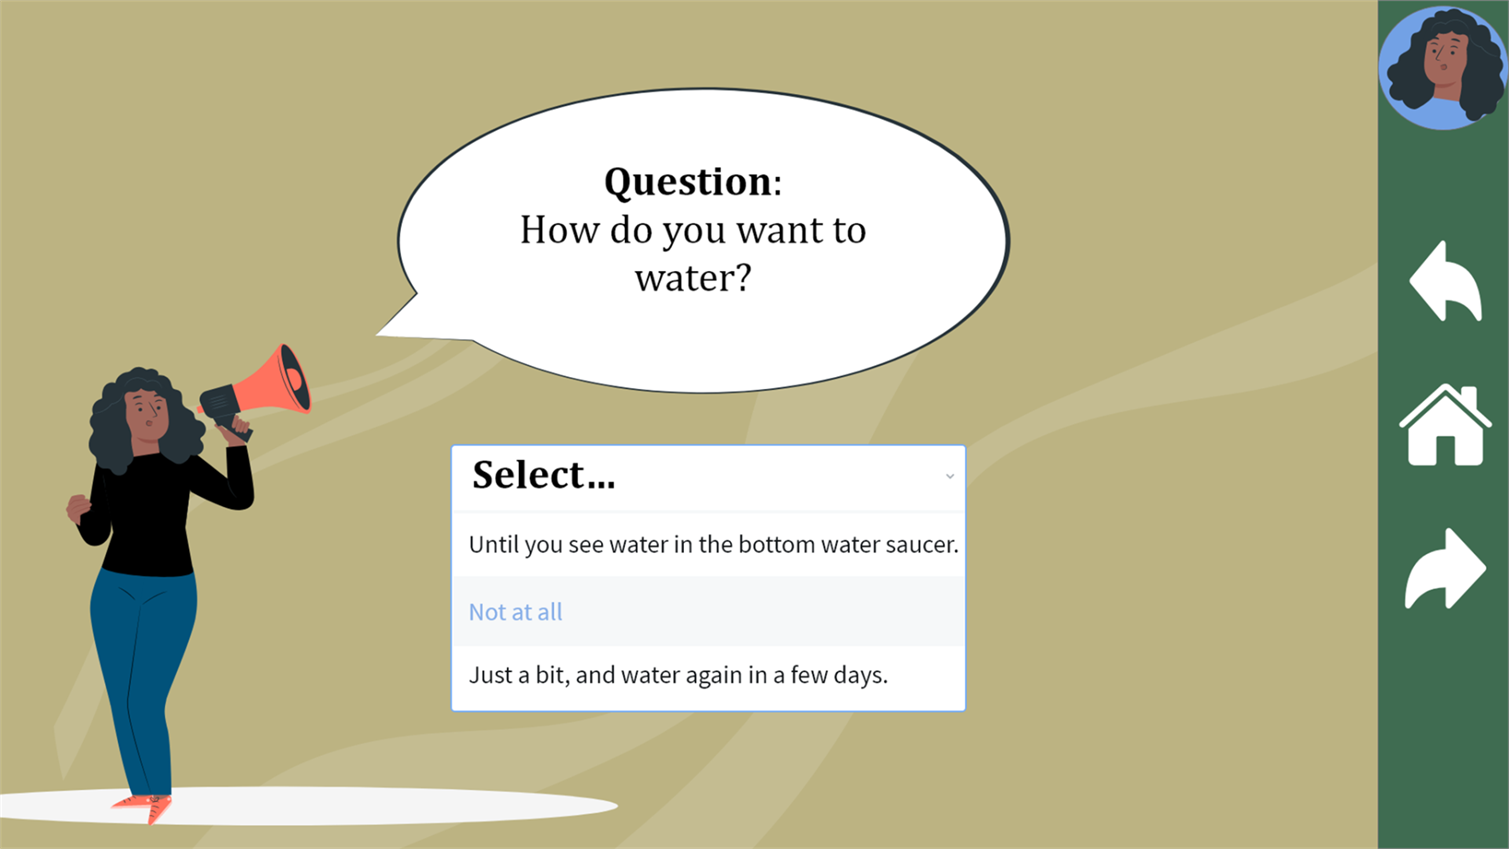 Question:
How do you want to
water?
Select...
Until you see water in the bottom water saucer.
Not at all
Just a bit, and water again in a few days.